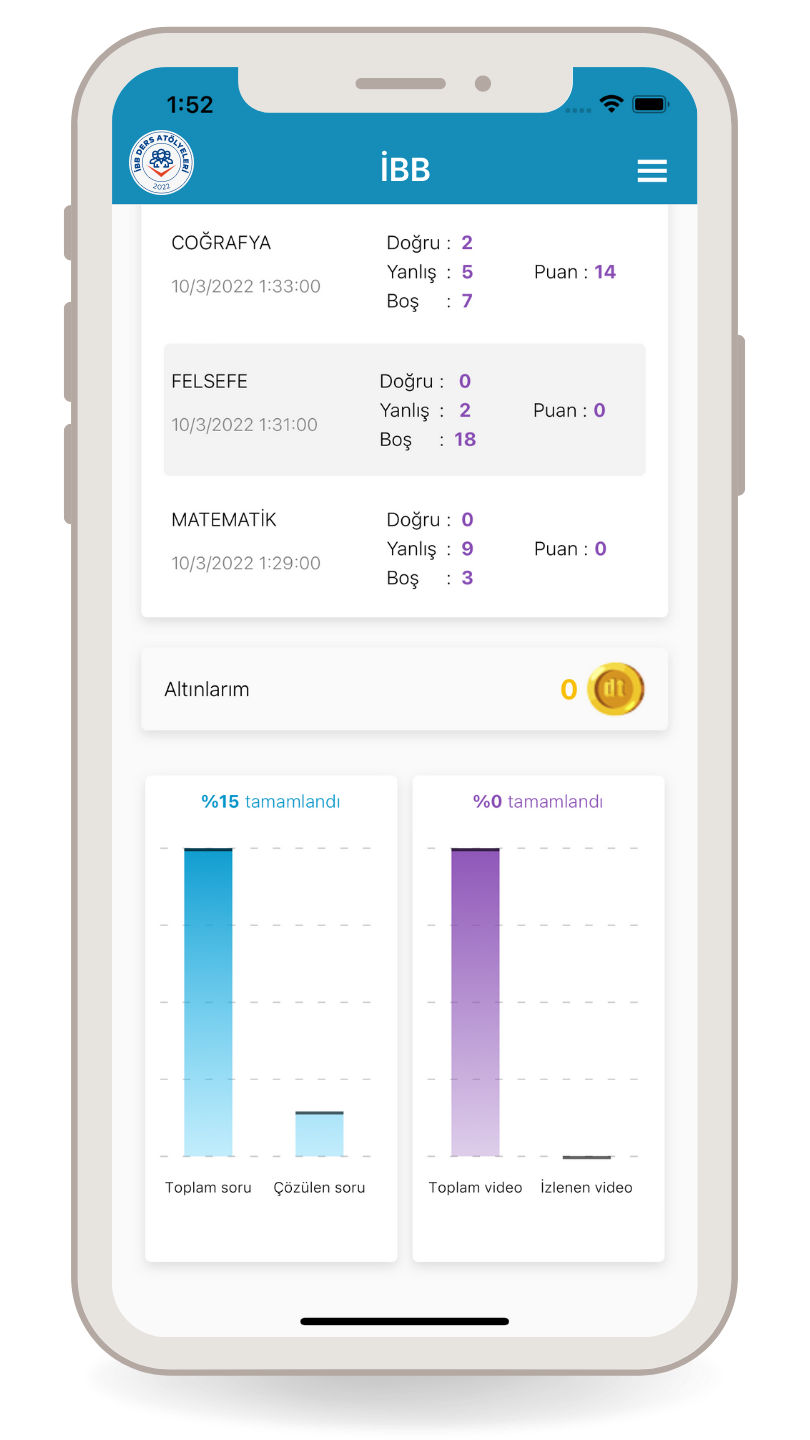 1:52
İBB DERS ATÖLYELERİ
2022
İBB
COĞRAFYA
10/3/2022 1:33:00
Doğru : 2
Yanlış : 5
Boş : 7
Puan : 14
FELSEFE
10/3/2022 1:31:00
Doğru : 0
Yanlış : 2
Boş : 18
Puan : 0
MATEMATİK
10/3/2022 1:29:00
Doğru : 0
Yanlış : 9
Boş : 3
Puan : 0
Altınlarım
0
dt
%15 tamamlandı
Toplam soru
Çözülen soru
%0 tamamlandı
Toplam video
İzlenen video